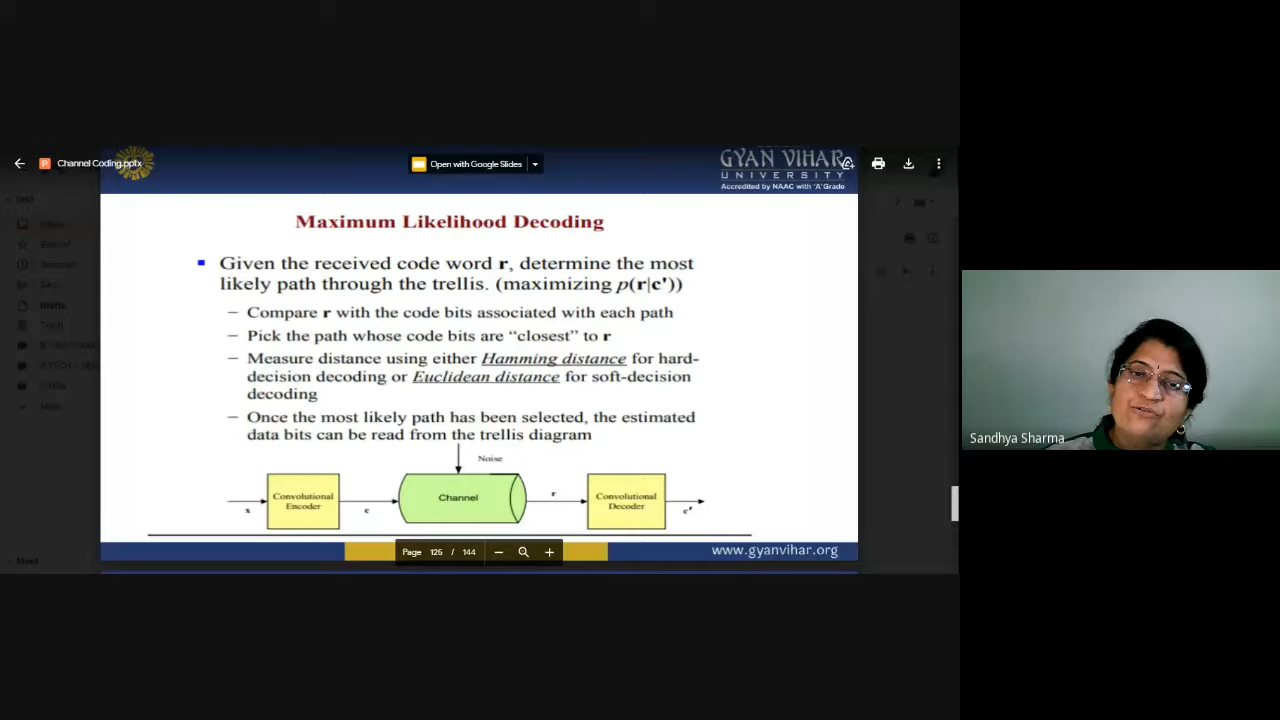 Channel Coding.pptx
Open with Google Slides
GYAN VIHAR
UNIVERSITY
Accredited by NAAC with 'A' Grade
Maximum Likelihood Decoding
Given the received code word r, determine the most
likely path through the trellis. (maximizing p(r|c'))
– Compare r with the code bits associated with each path
– Pick the path whose code bits are “closest” to r
– Measure distance using either Hamming distance for hard-
decision decoding or Euclidean distance for soft-decision
decoding
– Once the most likely path has been selected, the estimated
data bits can be read from the trellis diagram
Noise
x
Convolutional
Encoder
c
Channel
r
Convolutional
Decoder
c'
Page 125 / 144
www.gyanvihar.org
Sandhya Sharma